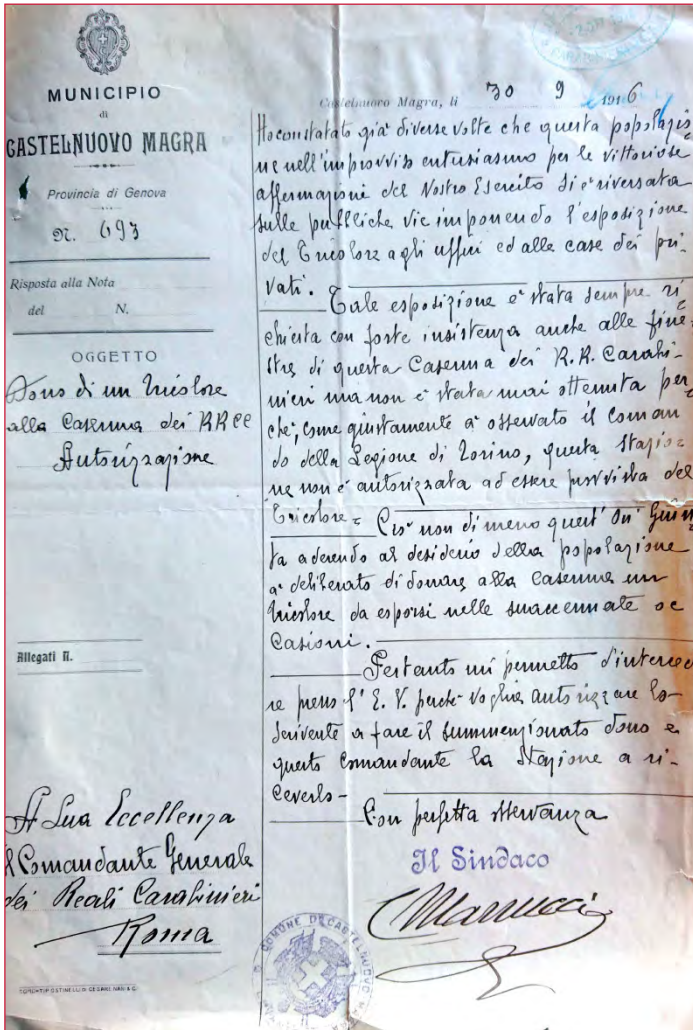 MUNICIPIO
di
CASTELNUOVO MAGRA
Provincia di Genova
N. 693
Risposta alla Nota
del N.
OGGETTO
Dono di un Tricolore
alla Caserma dei RRCC
Autorizzazione
Allegati N.
A Sua Eccellenza
Il Comandante Generale
dei Reali Carabinieri
Roma
Castelnuovo Magra, li 30 9 1916
Ho constatato già diverse volte che questa popolazio
ne nell'improvviso entusiasmo per le vittoriose
affermazioni del Nostro Esercito si è riversata
sulle pubbliche vie imponendo l'esposizione
del Tricolore agli uffici ed alle case dei pri-
vati.
Tale esposizione è stata sempre ri
chiesta con forte insistenza anche alle fine-
stre di questa Caserma dei R.R. Carabi-
nieri ma non è stata mai ottenuta per
chè, come giustamente à osservato il coman
do della Legione di Torino, questa Stazio-
ne non è autorizzata ad essere provvista del
Tricolore = Ciò non di meno quest' On Giun
ta aderendo al desiderio della popolazione
à deliberato di donare alla Caserma un
tricolore da esporsi nelle suaccennate oc
casioni.
Pertanto mi permetto d'interced
re presso l'E. V. perchè voglia autorizzare lo
scrivente a fare il summenzionato dono e
questo Comandante la Stazione a ri-
ceverlo-
Con perfetta osservanza
Il Sindaco
COMUNE DI CASTELNUOVO MAGRA